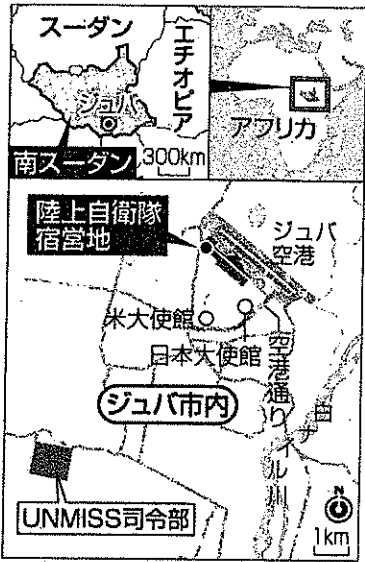 スーダン
エチオピア
ジュバ
南スーダン
300km
アフリカ
陸上自衛隊
宿営地
ジュバ
空港
米大使館
日本大使館
空港通り
ジュバ市内
白ナイル川
UNMISS司令部
N
1km